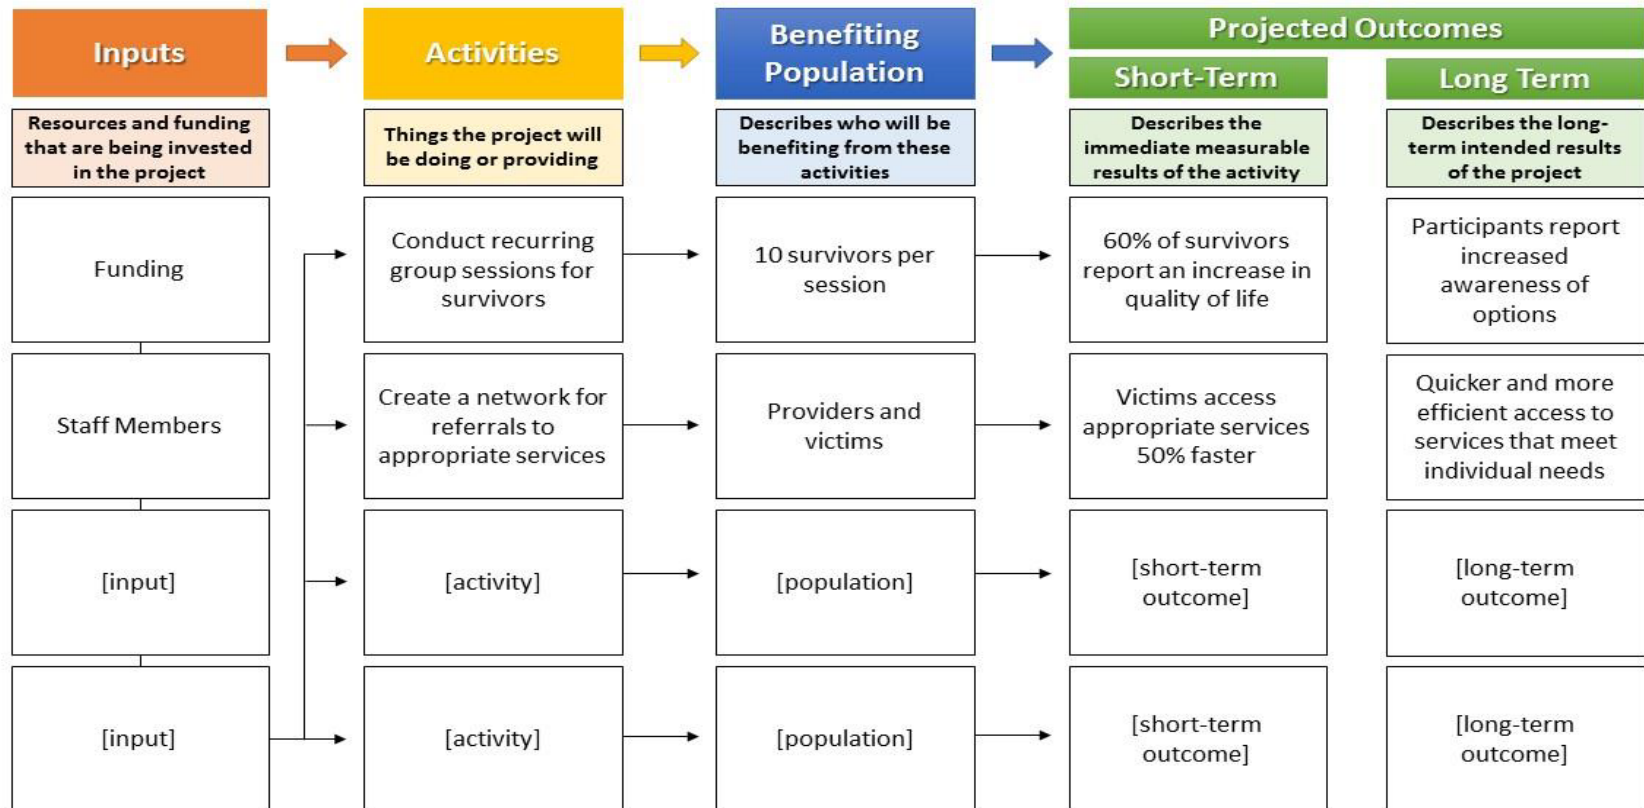 Inputs
Activities
Benefiting
Population
Projected Outcomes
Short-Term
Long Term
Resources and funding
that are being invested
in the project
Things the project will
be doing or providing
Describes who will be
benefiting from these
activities
Describes the
immediate measurable
results of the activity
Describes the long-
term intended results
of the project
Funding
Conduct recurring
group sessions for
survivors
10 survivors per
session
60% of survivors
report an increase in
quality of life
Participants report
increased
awareness of
options
Staff Members
Create a network for
referrals to
appropriate services
Providers and
victims
Victims access
appropriate services
50% faster
Quicker and more
efficient access to
services that meet
individual needs
[input]
[activity]
[population]
[short-term
outcome]
[long-term
outcome]
[input]
[activity]
[population]
[short-term
outcome]
[long-term
outcome]